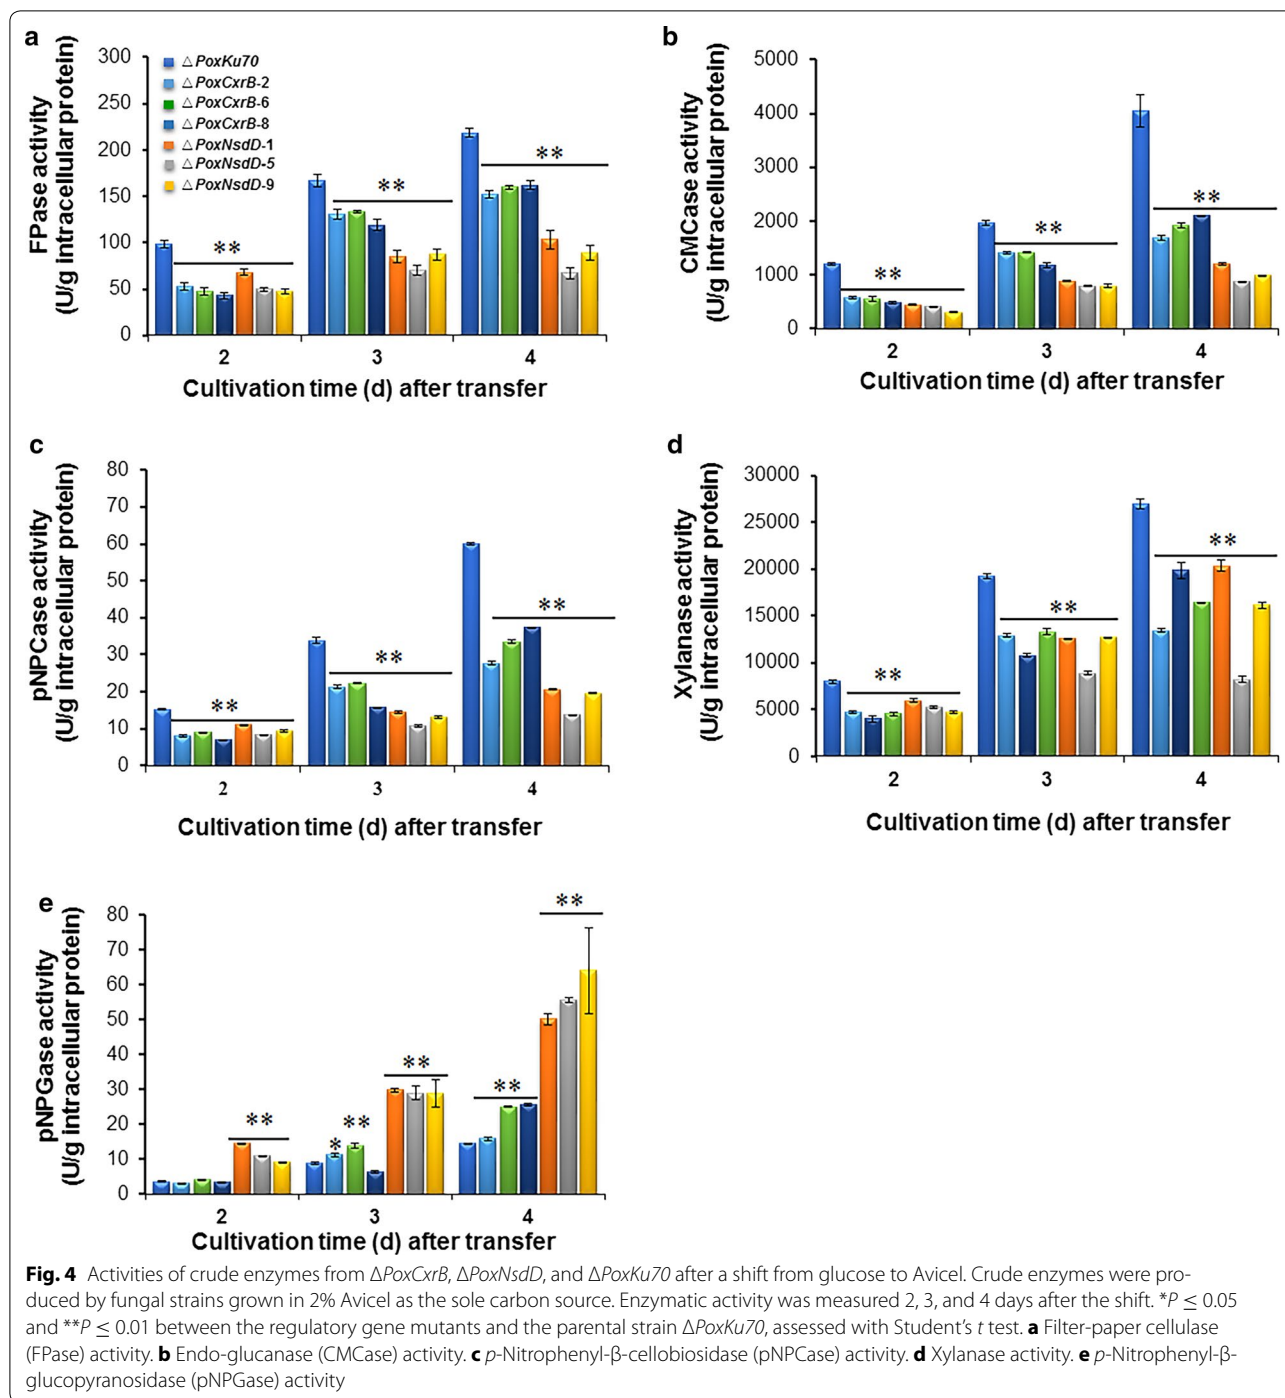 a
FPase activity
(U/g intracellular protein)
300
250
200
150
100
50
0
△PoxKu70
△PoxCxrB-2
△PoxCxrB-6
△PoxCxrB-8
△PoxNsdD-1
△PoxNsdD-5
△PoxNsdD-9
**
**
**
2 3 4
Cultivation time (d) after transfer
b
CMCase activity
(U/g intracellular protein)
5000
4000
3000
2000
1000
0
**
**
**
2 3 4
Cultivation time (d) after transfer
c
pNPCase activity
(U/g intracellular protein)
80
70
60
50
40
30
20
10
0
**
**
**
2 3 4
Cultivation time (d) after transfer
d
Xylanase activity
(U/g intracellular protein)
30000
25000
20000
15000
10000
5000
0
**
**
**
2 3 4
Cultivation time (d) after transfer
e
pNPGase activity
(U/g intracellular protein)
80
70
60
50
40
30
20
10
0
**
*
**
**
**
**
2 3 4
Cultivation time (d) after transfer
Fig. 4 Activities of crude enzymes from ΔPoxCxrB, ΔPoxNsdD, and ΔPoxKu70 after a shift from glucose to Avicel. Crude enzymes were pro-
duced by fungal strains grown in 2% Avicel as the sole carbon source. Enzymatic activity was measured 2, 3, and 4 days after the shift. *P ≤ 0.05
and **P ≤ 0.01 between the regulatory gene mutants and the parental strain ΔPoxKu70, assessed with Student's t test. a Filter-paper cellulase
(FPase) activity. b Endo-glucanase (CMCase) activity. c p-Nitrophenyl-β-cellobiosidase (pNPCase) activity. d Xylanase activity. e p-Nitrophenyl-β-
glucopyranosidase (pNPGase) activity